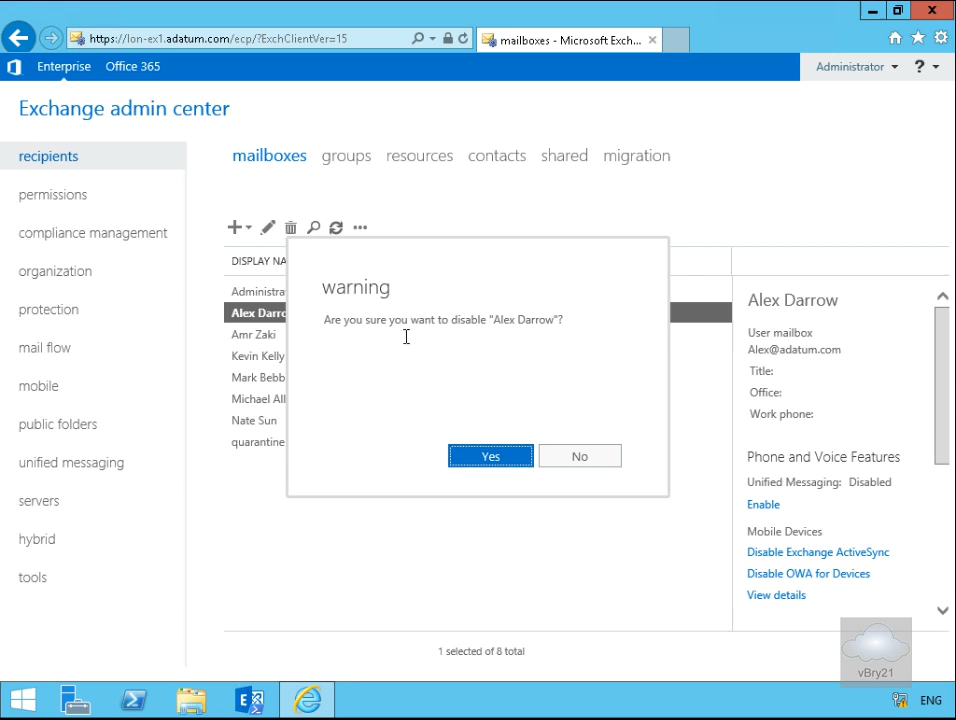 https://lon-ex1.adatum.com/ecp/?ExchClientVer=15
mailboxes - Microsoft Exch...
Enterprise
Office 365
Administrator
?
Exchange admin center
recipients
permissions
compliance management
organization
protection
mail flow
mobile
public folders
unified messaging
servers
hybrid
tools
mailboxes groups resources contacts shared migration
DISPLAY NA
Administra
Alex Darro
Amr Zaki
Kevin Kelly
Mark Bebb
Michael All
Nate Sun
quarantine
warning
Are you sure you want to disable "Alex Darrow"?
Yes
No
Alex Darrow
User mailbox
Alex@adatum.com
Title:
Office:
Work phone:
Phone and Voice Features
Unified Messaging: Disabled
Enable
Mobile Devices
Disable Exchange ActiveSync
Disable OWA for Devices
View details
1 selected of 8 total
vBry21
ENG